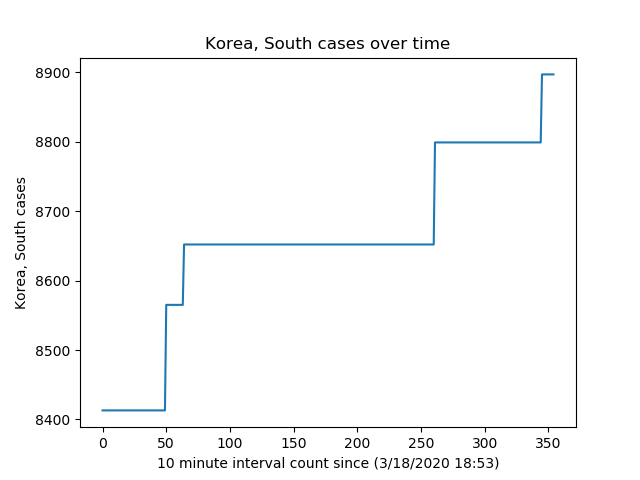 Korea, South cases over time
8900
8800
8700
8600
8500
8400
Korea, South cases
0 50 100 150 200 250 300 350
10 minute interval count since (3/18/2020 18:53)